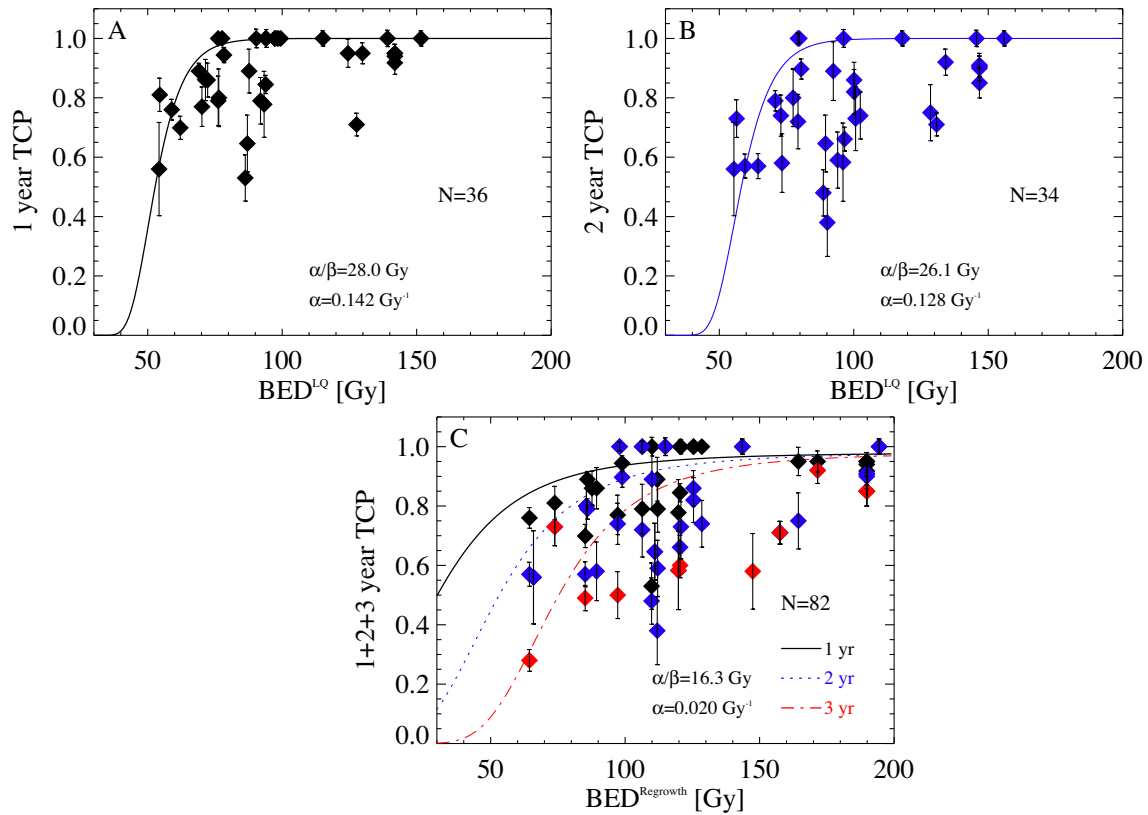 A
1 year TCP
1.0
0.8
0.6
0.4
0.2
0.0
N=36
α/β=28.0 Gy
α=0.142 Gy⁻¹
50 100 150 200
BED^LQ [Gy]
B
2 year TCP
1.0
0.8
0.6
0.4
0.2
0.0
N=34
α/β=26.1 Gy
α=0.128 Gy⁻¹
50 100 150 200
BED^LQ [Gy]
C
1+2+3 year TCP
1.0
0.8
0.6
0.4
0.2
0.0
N=82
1 yr
α/β=16.3 Gy
2 yr
α=0.020 Gy⁻¹
3 yr
50 100 150 200
BED^Regrowth [Gy]